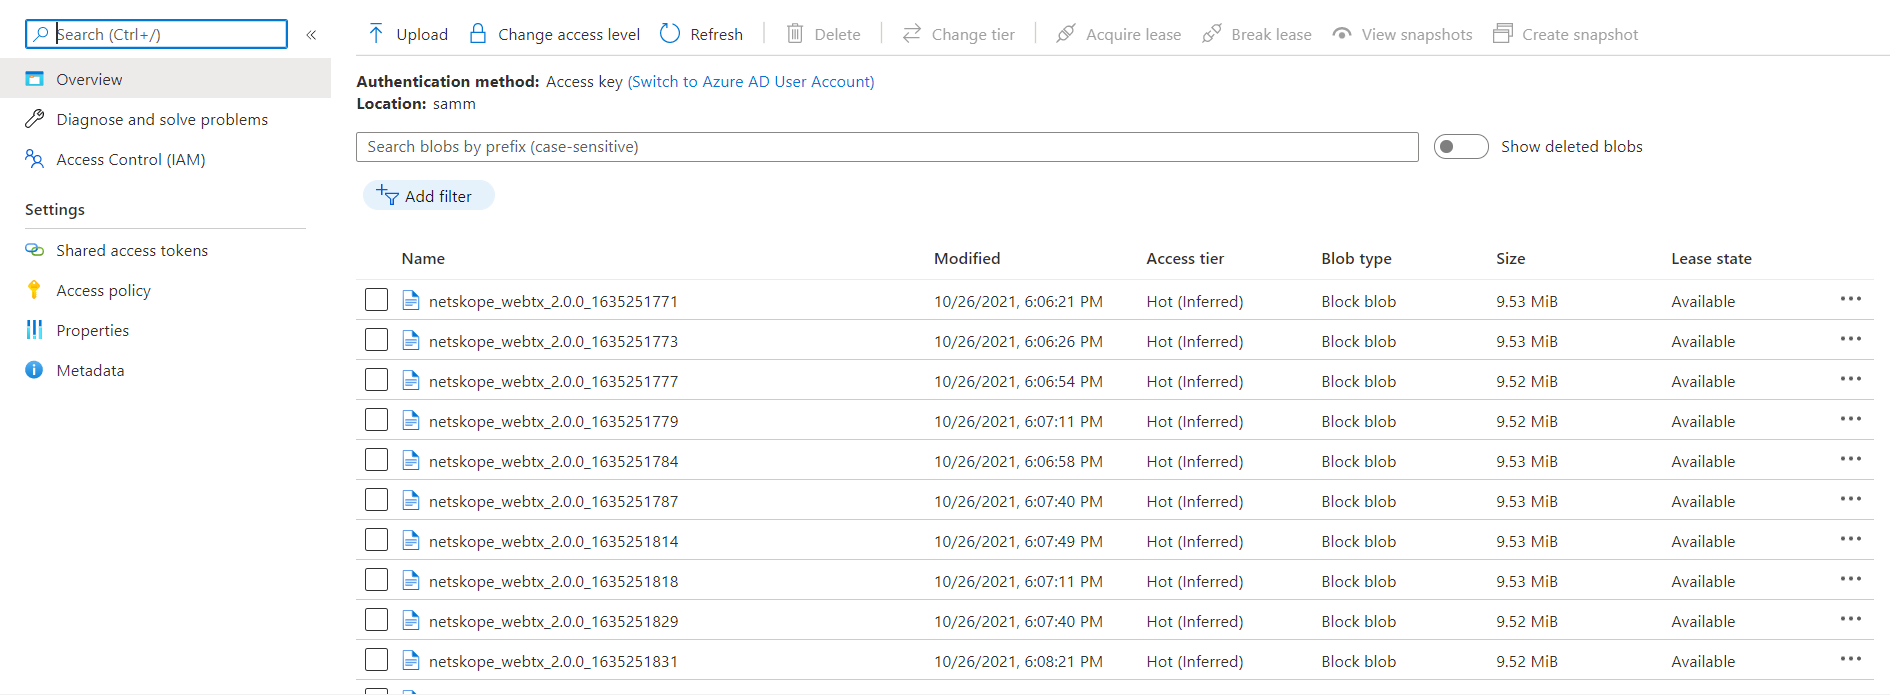 Search (Ctrl+/)
«
Overview
Diagnose and solve problems
Access Control (IAM)
Settings
Shared access tokens
Access policy
Properties
Metadata
Upload Change access level Refresh Delete Change tier Acquire lease Break lease View snapshots Create snapshot
Authentication method: Access key (Switch to Azure AD User Account)
Location: samm
Search blobs by prefix (case-sensitive) Show deleted blobs
Add filter
Name Modified Access tier Blob type Size Lease state
netskope_webtx_2.0.0_1635251771 10/26/2021, 6:06:21 PM Hot (Inferred) Block blob 9.53 MiB Available
netskope_webtx_2.0.0_1635251773 10/26/2021, 6:06:26 PM Hot (Inferred) Block blob 9.53 MiB Available
netskope_webtx_2.0.0_1635251777 10/26/2021, 6:06:54 PM Hot (Inferred) Block blob 9.52 MiB Available
netskope_webtx_2.0.0_1635251779 10/26/2021, 6:07:11 PM Hot (Inferred) Block blob 9.52 MiB Available
netskope_webtx_2.0.0_1635251784 10/26/2021, 6:06:58 PM Hot (Inferred) Block blob 9.53 MiB Available
netskope_webtx_2.0.0_1635251787 10/26/2021, 6:07:40 PM Hot (Inferred) Block blob 9.53 MiB Available
netskope_webtx_2.0.0_1635251814 10/26/2021, 6:07:49 PM Hot (Inferred) Block blob 9.53 MiB Available
netskope_webtx_2.0.0_1635251818 10/26/2021, 6:07:11 PM Hot (Inferred) Block blob 9.53 MiB Available
netskope_webtx_2.0.0_1635251829 10/26/2021, 6:07:40 PM Hot (Inferred) Block blob 9.52 MiB Available
netskope_webtx_2.0.0_1635251831 10/26/2021, 6:08:21 PM Hot (Inferred) Block blob 9.52 MiB Available